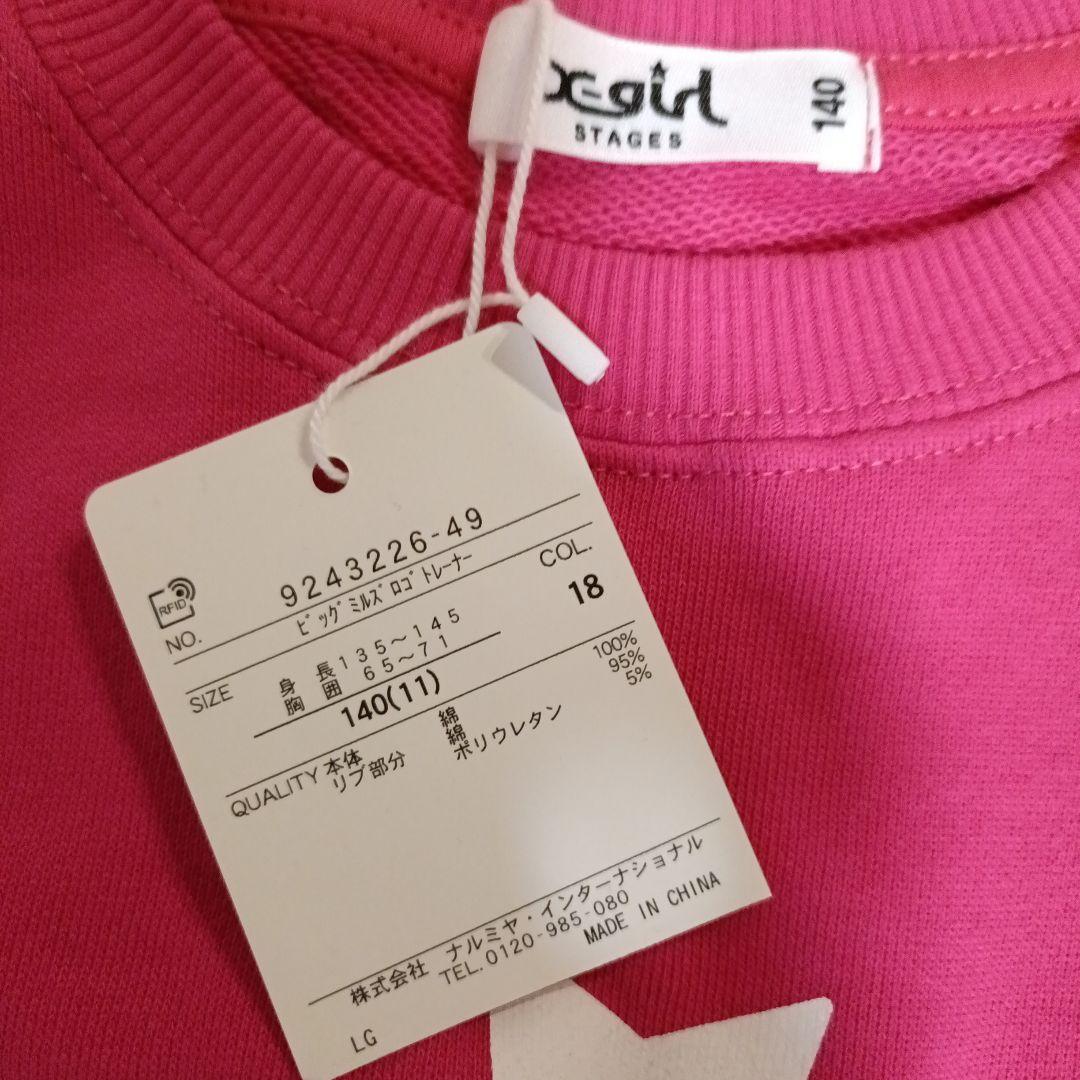 X-girl
STAGES
140
9243226-49
RFID
NO.
ビッグミルズロゴトレーナー
COL.
18
SIZE
身長135～145
胸囲65～71
140(11)
QUALITY 本体 綿 100%
リブ部分 綿 95%
ポリウレタン 5%
株式会社 ナルミヤ・インターナショナル
TEL.0120-985-080
MADE IN CHINA
LG